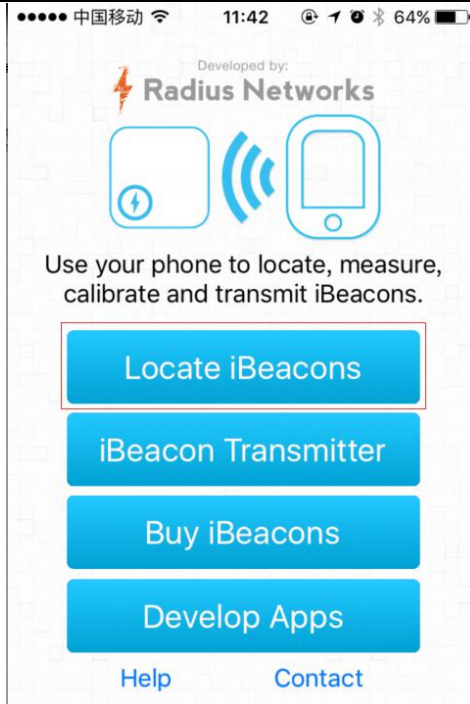 中国移动 11:42 64%
Developed by:
Radius Networks
Use your phone to locate, measure,
calibrate and transmit iBeacons.
Locate iBeacons
iBeacon Transmitter
Buy iBeacons
Develop Apps
Help Contact